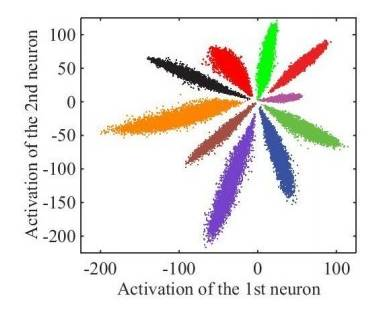 100
50
0
-50
-100
-150
-200
Activation of the 2nd neuron
-200 -100 0 100
Activation of the 1st neuron